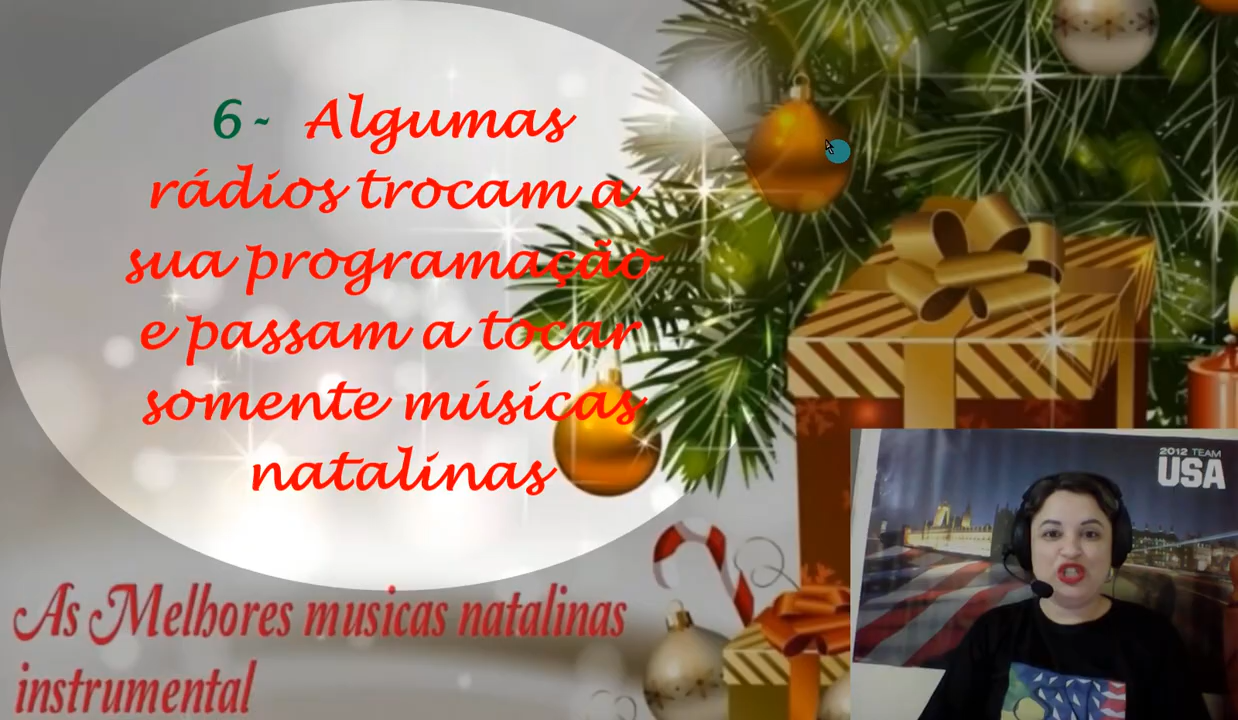 6- Algumas
rádios trocam a
sua programação
e passam a tocar
somente músicas
natalinas
As Melhores musicas natalinas
instrumental
2012 TEAM
USA